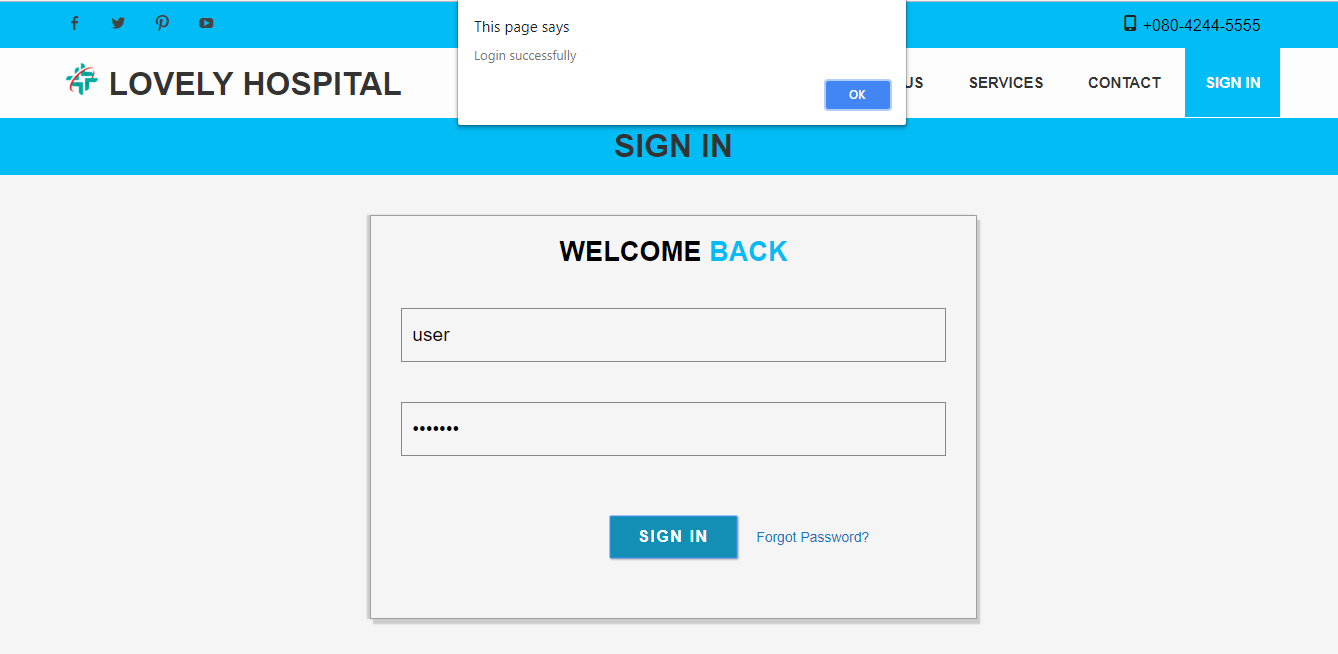 +080-4244-5555
This page says
Login successfully
OK
LOVELY HOSPITAL
US SERVICES CONTACT SIGN IN
SIGN IN
WELCOME BACK
user
•••••••
SIGN IN Forgot Password?